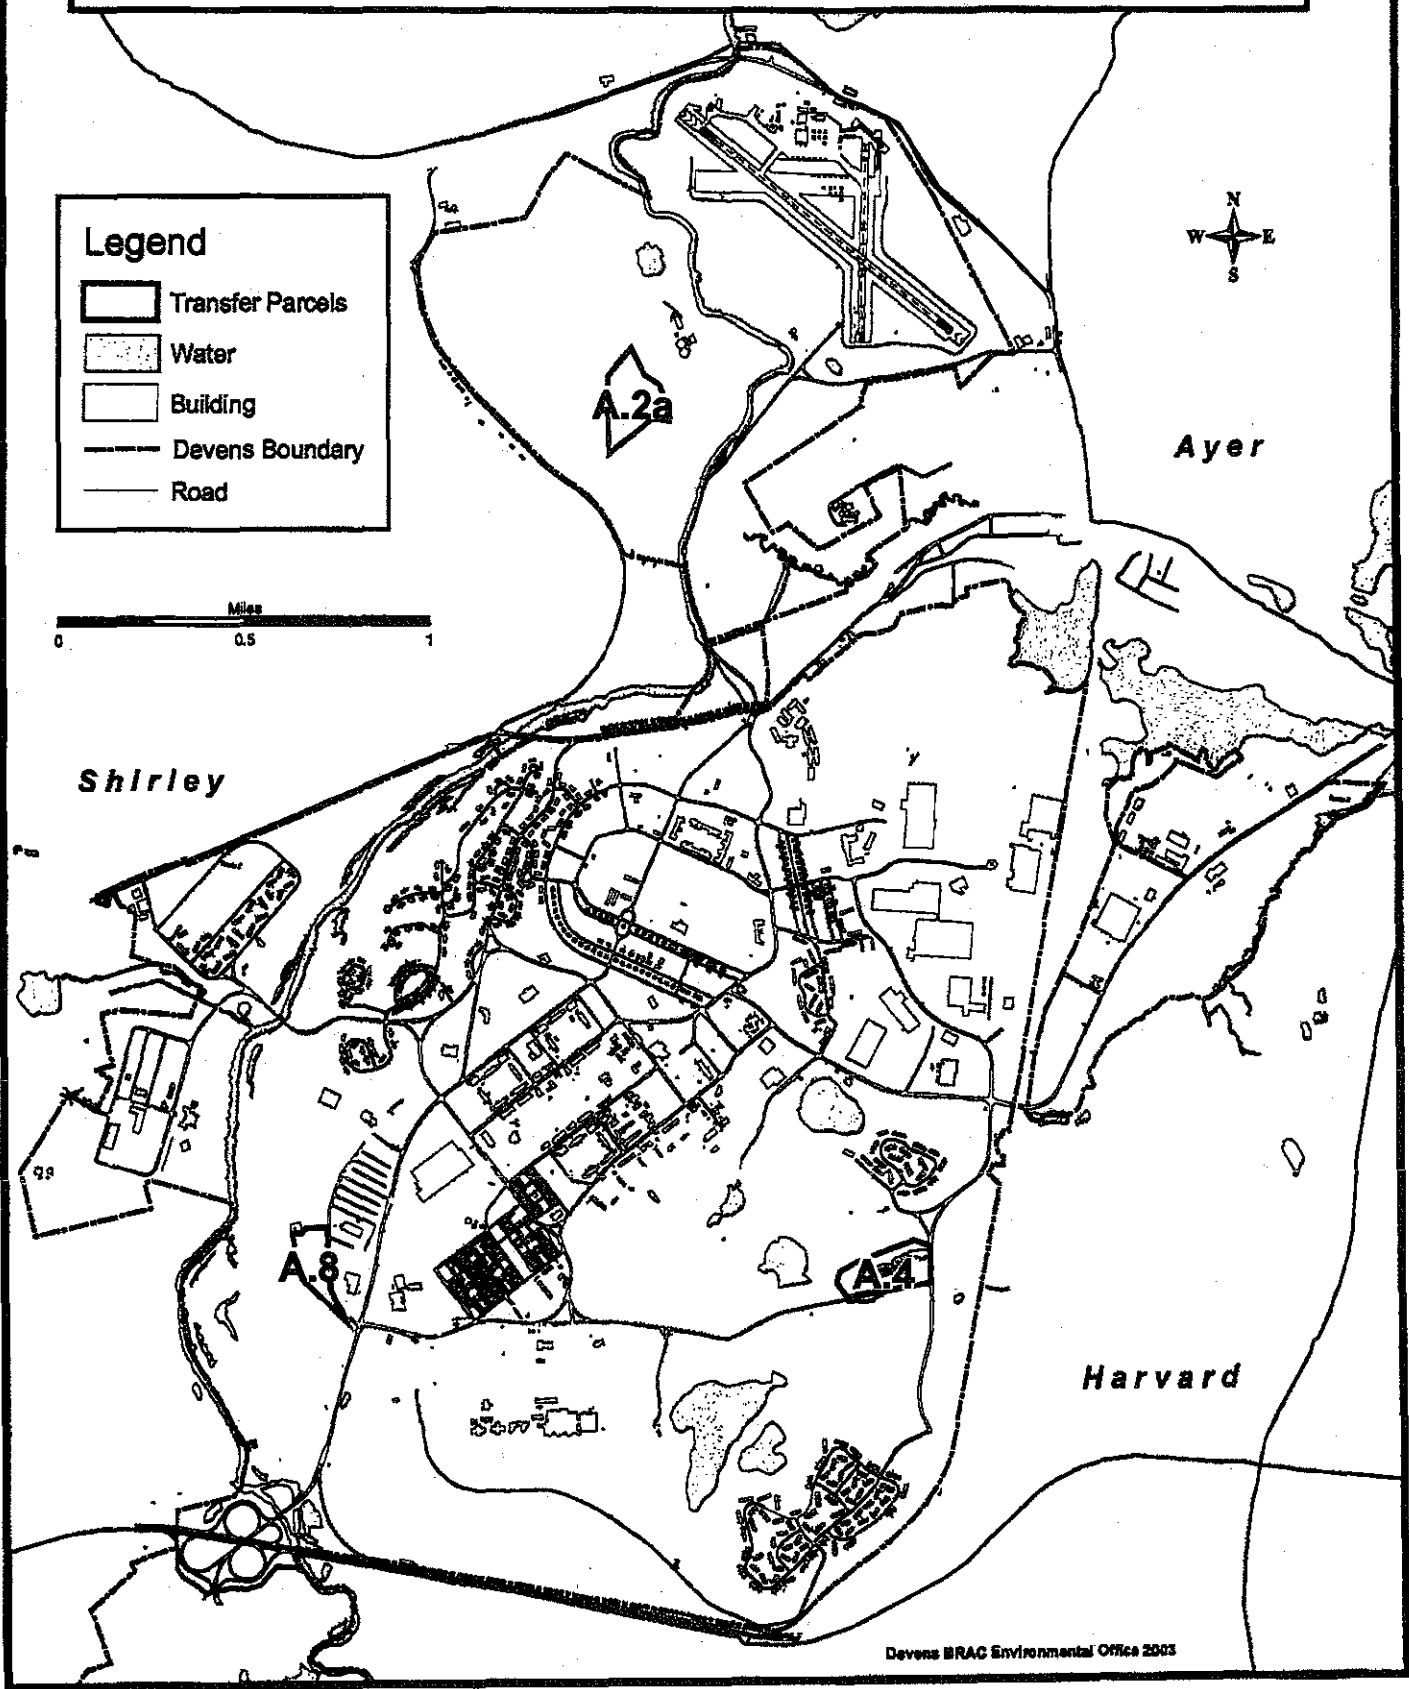 N
W E
S
Legend
Transfer Parcels
Water
Building
Devens Boundary
Road
A.2a
Ayer
Miles
0 0.5 1
Shirley
A.8
A.4
Harvard
Devens BRAC Environmental Office 2003